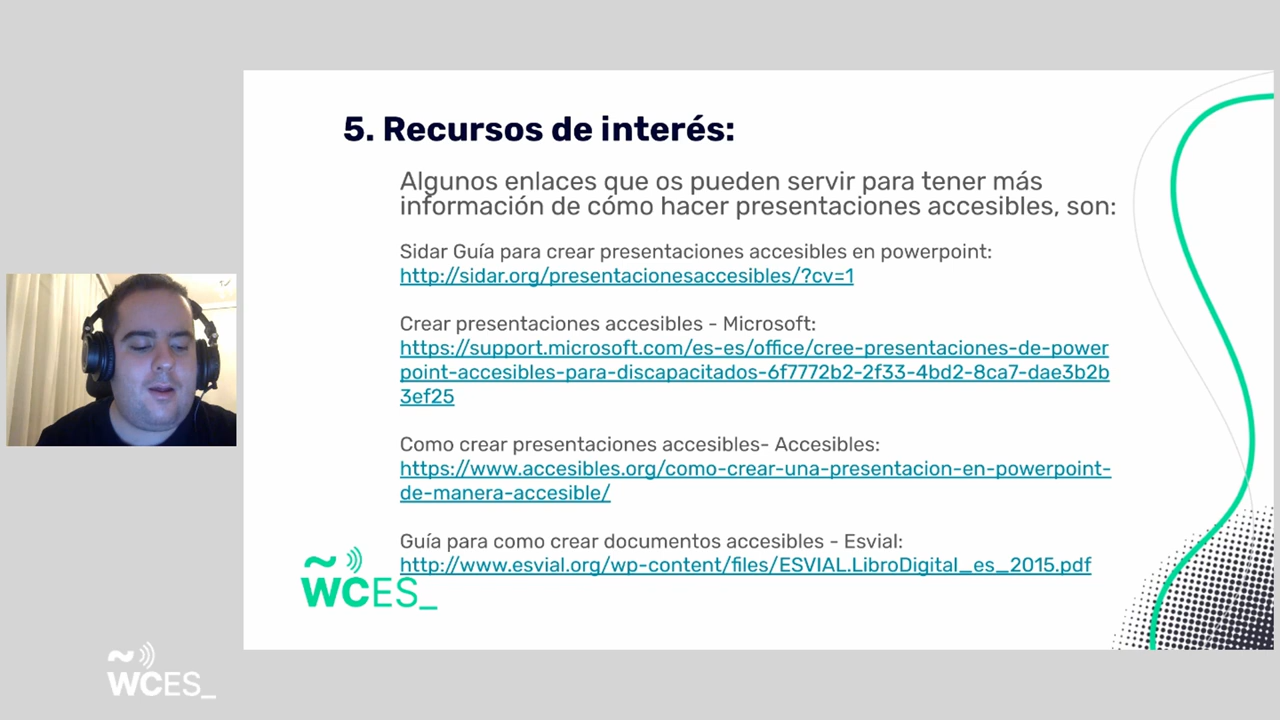 5. Recursos de interés:
Algunos enlaces que os pueden servir para tener más
información de cómo hacer presentaciones accesibles, son:
Sidar Guía para crear presentaciones accesibles en powerpoint:
http://sidar.org/presentacionesaccesibles/?cv=1
Crear presentaciones accesibles - Microsoft:
https://support.microsoft.com/es-es/office/cree-presentaciones-de-power
point-accesibles-para-discapacitados-6f7772b2-2f33-4bd2-8ca7-dae3b2b
3ef25
Como crear presentaciones accesibles- Accesibles:
https://www.accesibles.org/como-crear-una-presentacion-en-powerpoint-
de-manera-accesible/
Guía para como crear documentos accesibles - Esvial:
http://www.esvial.org/wp-content/files/ESVIAL.LibroDigital_es_2015.pdf
~
WCES_
~
WCES_